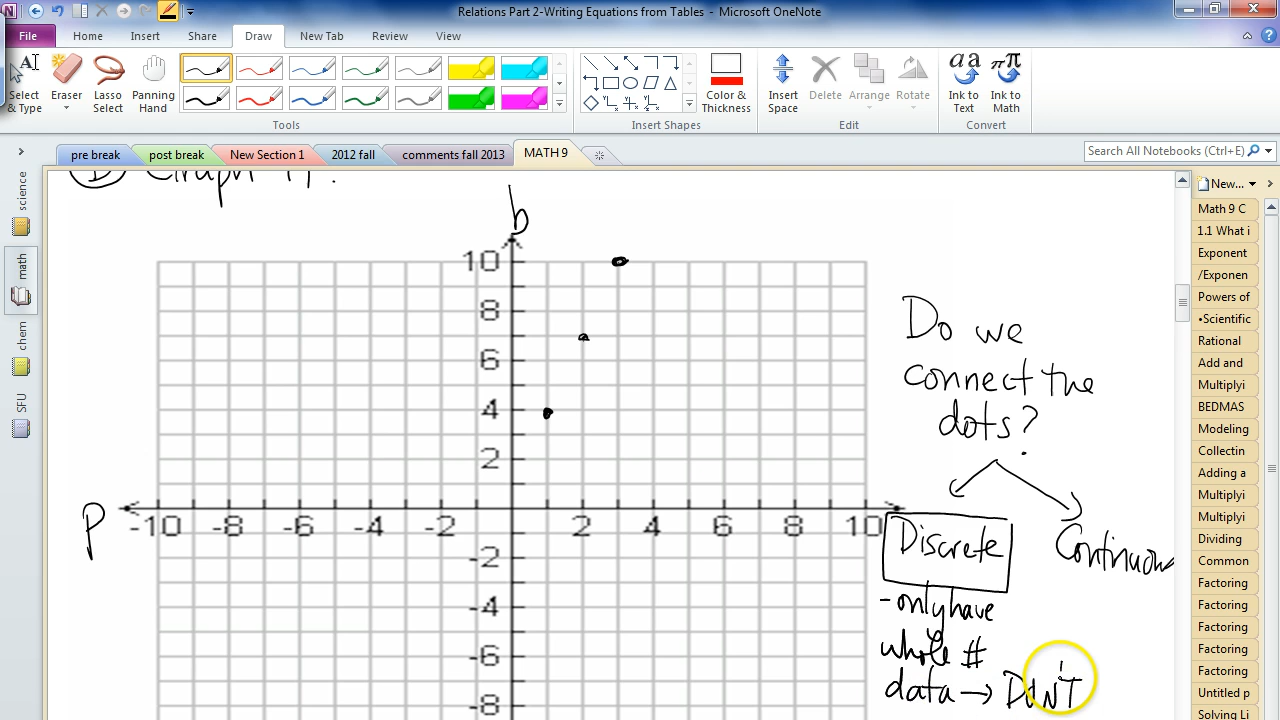 Relations Part 2-Writing Equations from Tables - Microsoft OneNote
File Home Insert Share Draw New Tab Review View
Select & Type
Eraser
Lasso Select
Panning Hand
Color & Thickness
Insert Space
Delete
Arrange
Rotate
Ink to Text
Ink to Math
Tools
Insert Shapes
Edit
Convert
pre break
post break
New Section 1
2012 fall
comments fall 2013
MATH 9
Search All Notebooks (Ctrl+E)
science
math
chem
SFU
New...
Math 9 C
1.1 What i
Exponent
/Exponen
Powers of
•Scientific
Rational
Add and
Multiplyi
BEDMAS
Modeling
Collectin
Adding a
Multiplyi
Multiplyi
Dividing
Common
Factoring
Factoring
Factoring
Factoring
Factoring
Untitled p
Solving Li
b Graph it.
b
10
8
6
4
2
P
-10 -8 -6 -4 -2 2 4 6 8 10
-2
-4
-6
-8
Do we
connect the
dots?
Discrete
Continuous
- only have
whole #
data → DON'T